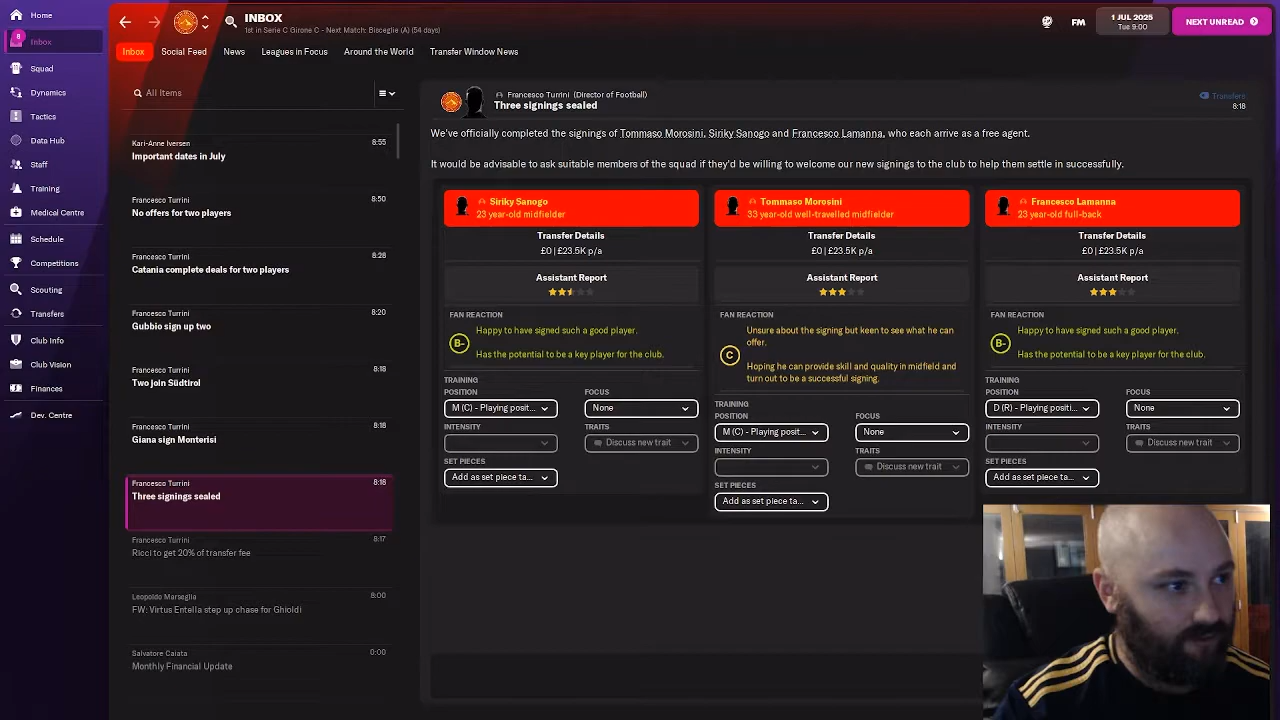 Home
8
Inbox
Squad
Dynamics
Tactics
Data Hub
Staff
Training
Medical Centre
Schedule
Competitions
Scouting
Transfers
Club Info
Club Vision
Finances
Dev. Centre
INBOX
1st in Serie C Girone C - Next Match: Bisceglie (A) (54 days)
FM
1 JUL 2025
Tue 9:00
NEXT UNREAD
Inbox
Social Feed
News
Leagues in Focus
Around the World
Transfer Window News
All Items
Kari-Anne Iversen
8:55
Important dates in July
Francesco Turrini
8:50
No offers for two players
Francesco Turrini
8:28
Catania complete deals for two players
Francesco Turrini
8:20
Gubbio sign up two
Francesco Turrini
8:18
Two join Südtirol
Francesco Turrini
8:18
Giana sign Monterisi
Francesco Turrini
8:18
Three signings sealed
Francesco Turrini
8:17
Ricci to get 20% of transfer fee
Leopoldo Marseglia
8:00
FW: Virtus Entella step up chase for Ghioldi
Salvatore Caiata
0:00
Monthly Financial Update
Francesco Turrini (Director of Football)
Three signings sealed
Transfers
8:18
We've officially completed the signings of Tommaso Morosini, Siriky Sanogo and Francesco Lamanna, who each arrive as a free agent.
It would be advisable to ask suitable members of the squad if they'd be willing to welcome our new signings to the club to help them settle in successfully.
Siriky Sanogo
23 year-old midfielder
Transfer Details
£0 | £23.5K p/a
Assistant Report
FAN REACTION
B-
Happy to have signed such a good player.
Has the potential to be a key player for the club.
TRAINING
POSITION
FOCUS
M (C) - Playing posit...
None
INTENSITY
TRAITS
Discuss new trait
SET PIECES
Add as set piece ta...
Tommaso Morosini
33 year-old well-travelled midfielder
Transfer Details
£0 | £23.5K p/a
Assistant Report
FAN REACTION
C
Unsure about the signing but keen to see what he can
offer.
Hoping he can provide skill and quality in midfield and
turn out to be a successful signing.
TRAINING
POSITION
FOCUS
M (C) - Playing posit...
None
INTENSITY
TRAITS
Discuss new trait
SET PIECES
Add as set piece ta...
Francesco Lamanna
23 year-old full-back
Transfer Details
£0 | £23.5K p/a
Assistant Report
FAN REACTION
B-
Happy to have signed such a good player.
Has the potential to be a key player for the club.
TRAINING
POSITION
FOCUS
D (R) - Playing positi...
None
INTENSITY
TRAITS
Discuss new trait
SET PIECES
Add as set piece ta...